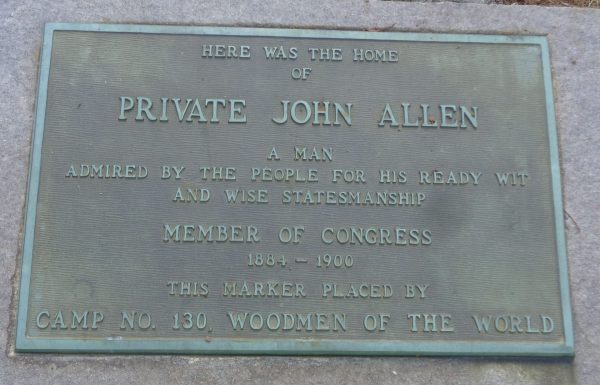 HERE WAS THE HOME
OF
PRIVATE JOHN ALLEN
A MAN
ADMIRED BY THE PEOPLE FOR HIS READY WIT
AND WISE STATESMANSHIP
MEMBER OF CONGRESS
1884 – 1900
THIS MARKER PLACED BY
CAMP NO. 130, WOODMEN OF THE WORLD